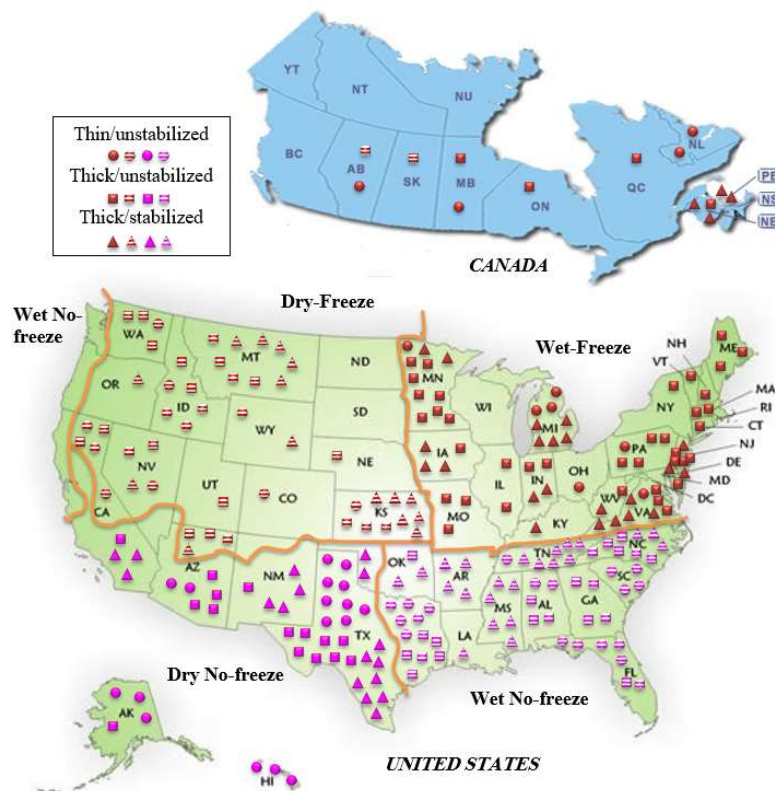 YT
NT
NU
BC
AB
SK
MB
ON
QC
NL
PE
NS
NB
CANADA
Thin/unstabilized
Thick/unstabilized
Thick/stabilized
Wet No-
freeze
Dry-Freeze
Wet-Freeze
WA
OR
CA
NV
ID
MT
WY
UT
CO
AZ
NM
ND
SD
NE
KS
OK
TX
MN
IA
MO
AR
LA
WI
IL
IN
MI
OH
KY
TN
MS
AL
GA
FL
SC
NC
VA
WV
PA
NY
VT
NH
ME
MA
RI
CT
NJ
DE
MD
DC
Dry No-freeze
Wet No-freeze
AK
HI
UNITED STATES